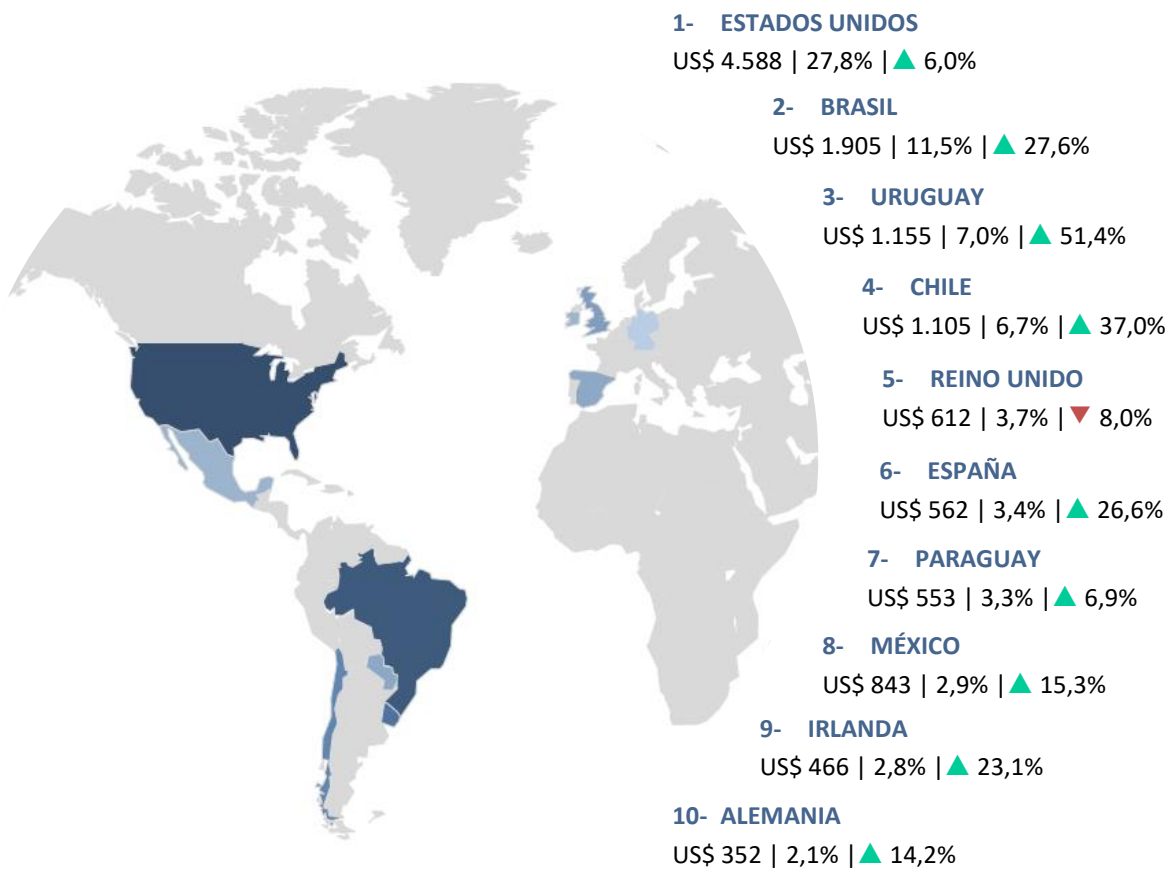 1- ESTADOS UNIDOS
US$ 4.588 | 27,8% | ▲ 6,0%
2- BRASIL
US$ 1.905 | 11,5% | ▲ 27,6%
3- URUGUAY
US$ 1.155 | 7,0% | ▲ 51,4%
4- CHILE
US$ 1.105 | 6,7% | ▲ 37,0%
5- REINO UNIDO
US$ 612 | 3,7% | ▼ 8,0%
6- ESPAÑA
US$ 562 | 3,4% | ▲ 26,6%
7- PARAGUAY
US$ 553 | 3,3% | ▲ 6,9%
8- MÉXICO
US$ 843 | 2,9% | ▲ 15,3%
9- IRLANDA
US$ 466 | 2,8% | ▲ 23,1%
10- ALEMANIA
US$ 352 | 2,1% | ▲ 14,2%